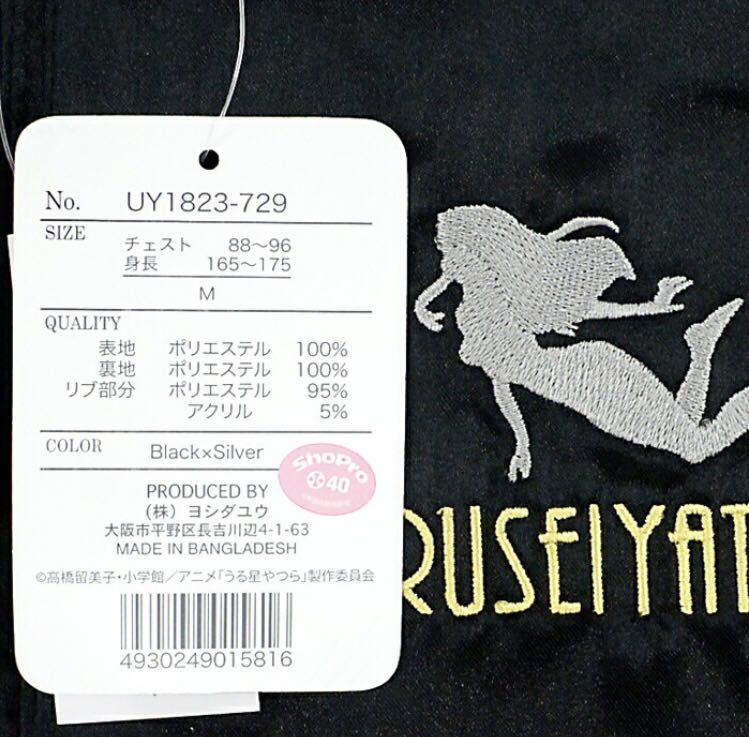 No. UY1823-729
SIZE
チェスト 88～96
身長 165～175
M
QUALITY
表地 ポリエステル 100%
裏地 ポリエステル 100%
リブ部分 ポリエステル 95%
アクリル 5%
COLOR Black×Silver
ShoPro
40
PRODUCED BY
（株）ヨシダユウ
大阪市平野区長吉川辺4-1-63
MADE IN BANGLADESH
©高橋留美子・小学館／アニメ「うる星やつら」製作委員会
4930249015816
RUSEIYAT